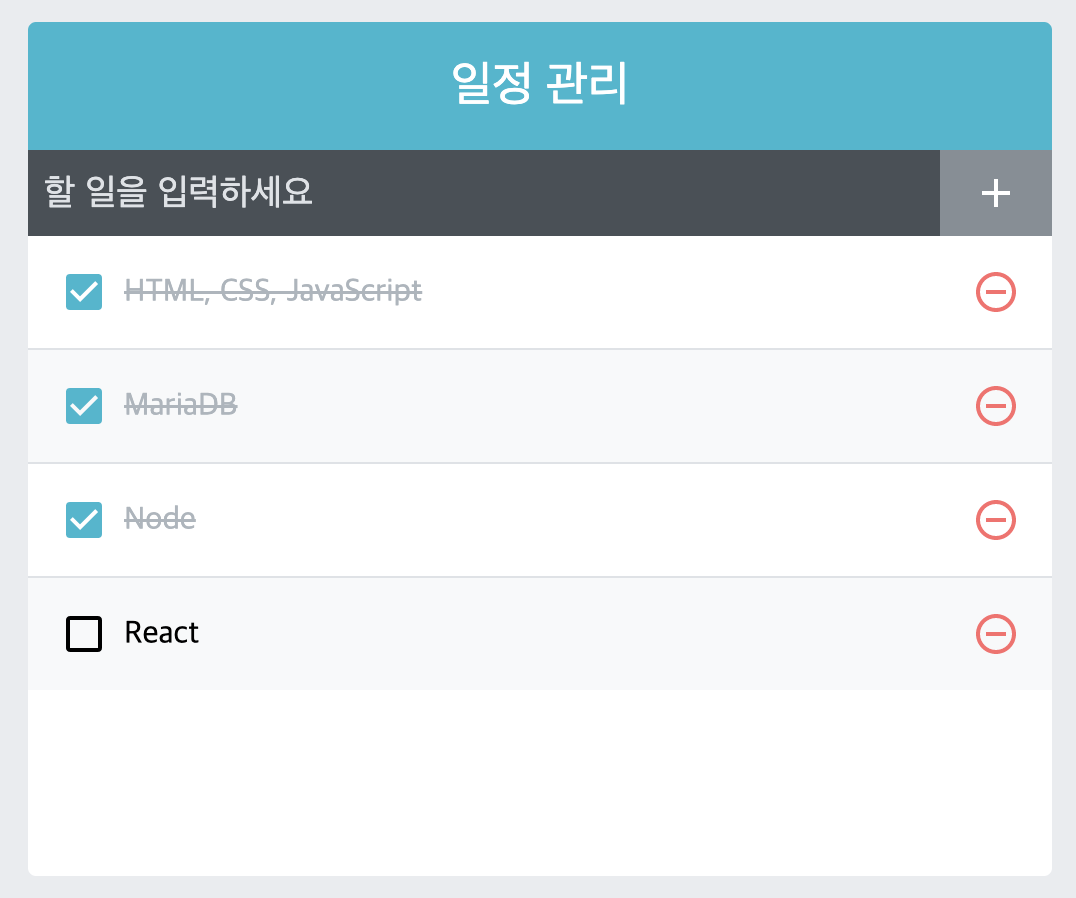 일정 관리
할 일을 입력하세요
HTML, CSS, JavaScript
MariaDB
Node
React